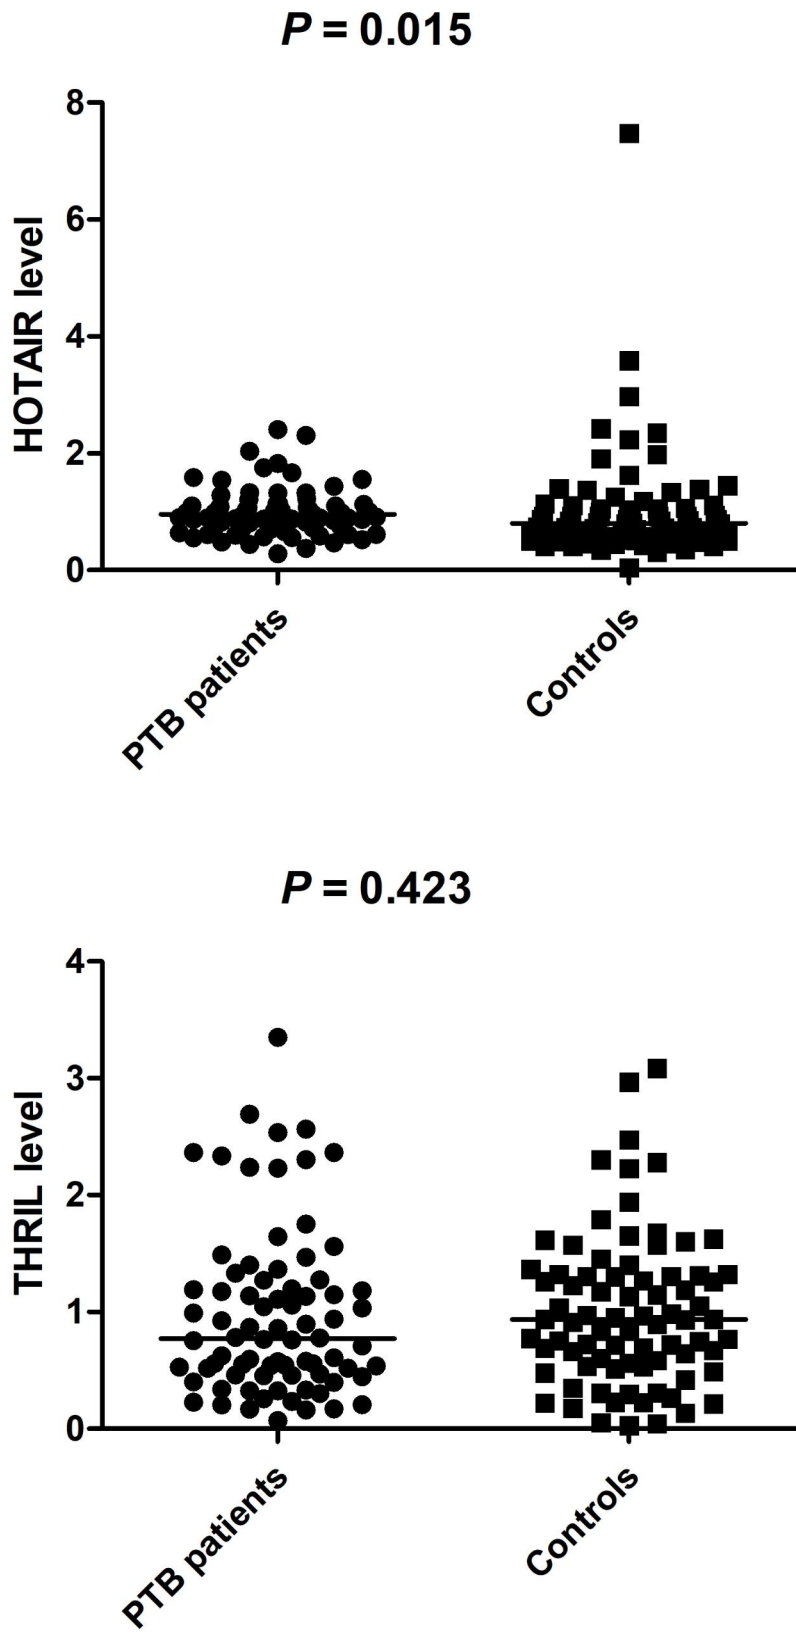 P = 0.015
HOTAIR level
8
6
4
2
0
PTB patients
Controls
P = 0.423
THRIL level
4
3
2
1
0
PTB patients
Controls